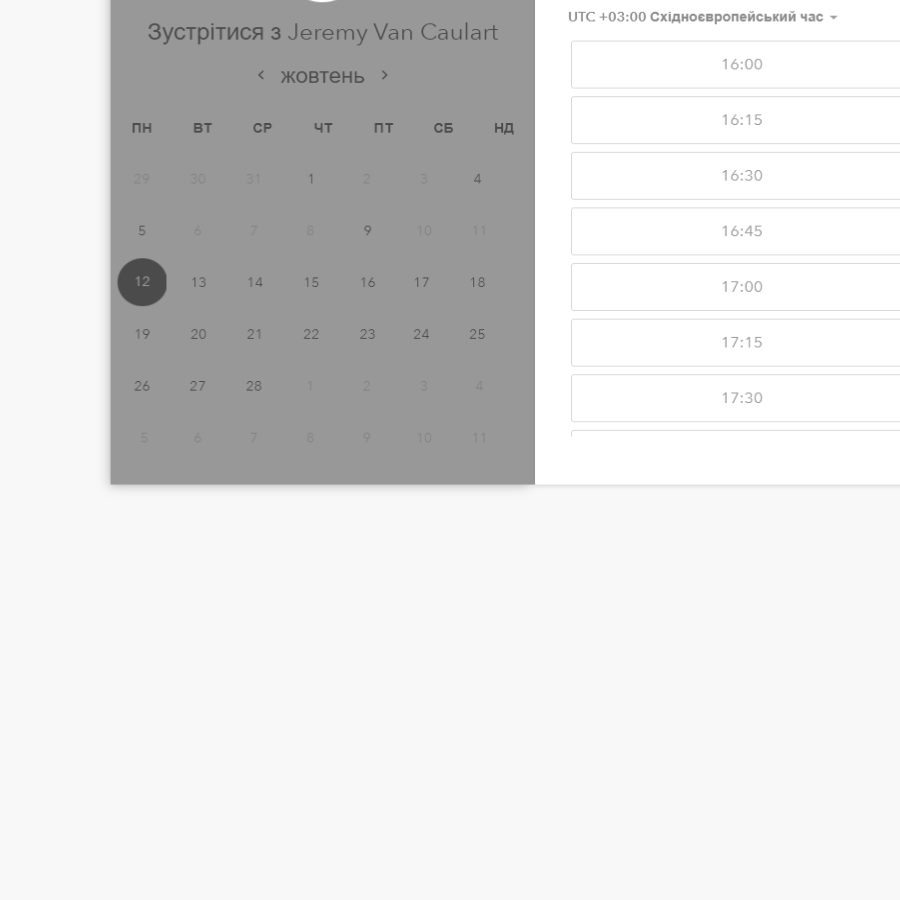 Зустрітися з Jeremy Van Caulart
жовтень
ПН ВТ СР ЧТ ПТ СБ НД
29 30 31 1 2 3 4
5 6 7 8 9 10 11
12 13 14 15 16 17 18
19 20 21 22 23 24 25
26 27 28 1 2 3 4
5 6 7 8 9 10 11
UTC +03:00 Східноєвропейський час
16:00
16:15
16:30
16:45
17:00
17:15
17:30